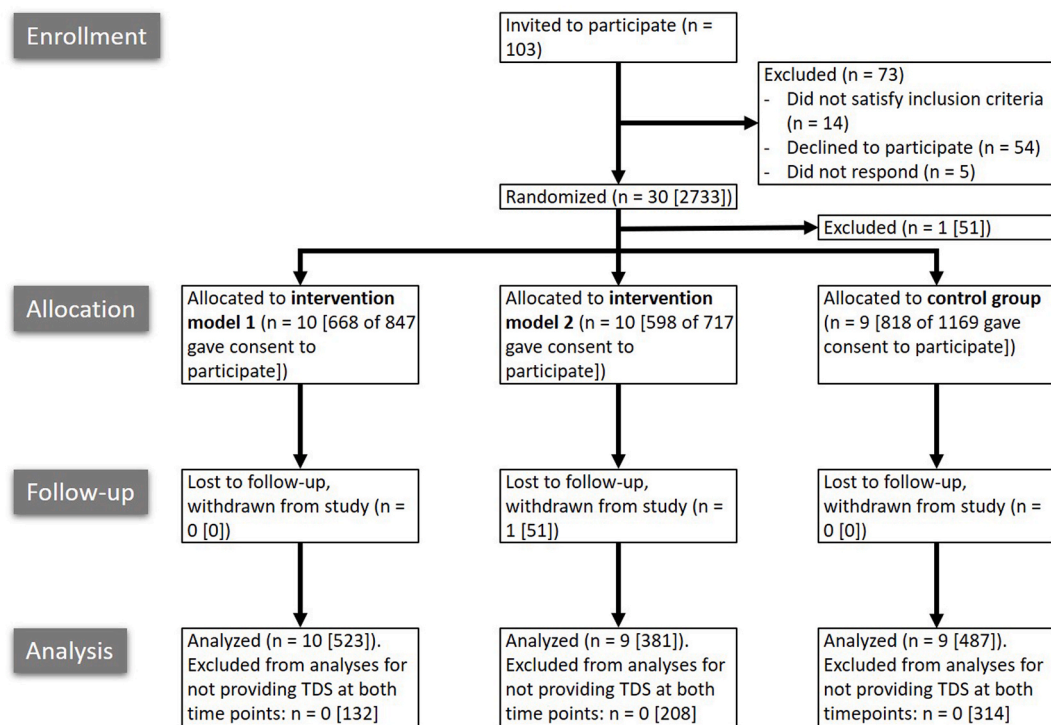 Enrollment
Invited to participate (n =
103)
Excluded (n = 73)
- Did not satisfy inclusion criteria
(n = 14)
- Declined to participate (n = 54)
- Did not respond (n = 5)
Randomized (n = 30 [2733])
Excluded (n = 1 [51])
Allocation
Allocated to intervention
model 1 (n = 10 [668 of 847
gave consent to
participate])
Allocated to intervention
model 2 (n = 10 [598 of 717
gave consent to
participate])
Allocated to control group
(n = 9 [818 of 1169 gave
consent to participate])
Follow-up
Lost to follow-up,
withdrawn from study (n =
0 [0])
Lost to follow-up,
withdrawn from study (n =
1 [51])
Lost to follow-up,
withdrawn from study (n =
0 [0])
Analysis
Analyzed (n = 10 [523]).
Excluded from analyses for
not providing TDS at both
time points: n = 0 [132]
Analyzed (n = 9 [381]).
Excluded from analyses for
not providing TDS at both
time points: n = 0 [208]
Analyzed (n = 9 [487]).
Excluded from analyses for
not providing TDS at both
timepoints: n = 0 [314]